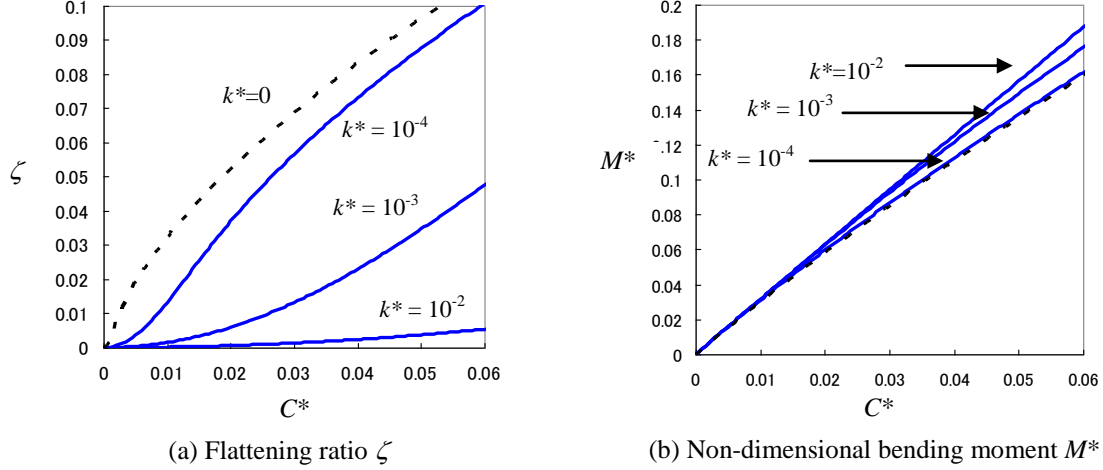 0.1
0.09
0.08
0.07
0.06
0.05
0.04
0.03
0.02
0.01
0
ζ
k*=0
k* = 10-4
k* = 10-3
k* = 10-2
0 0.01 0.02 0.03 0.04 0.05 0.06
C*
(a) Flattening ratio ζ
0.2
0.18
0.16
0.14
0.12
0.1
0.08
0.06
0.04
0.02
0
M*
k*=10-2
k* = 10-3
k* = 10-4
0 0.01 0.02 0.03 0.04 0.05 0.06
C*
(b) Non-dimensional bending moment M*